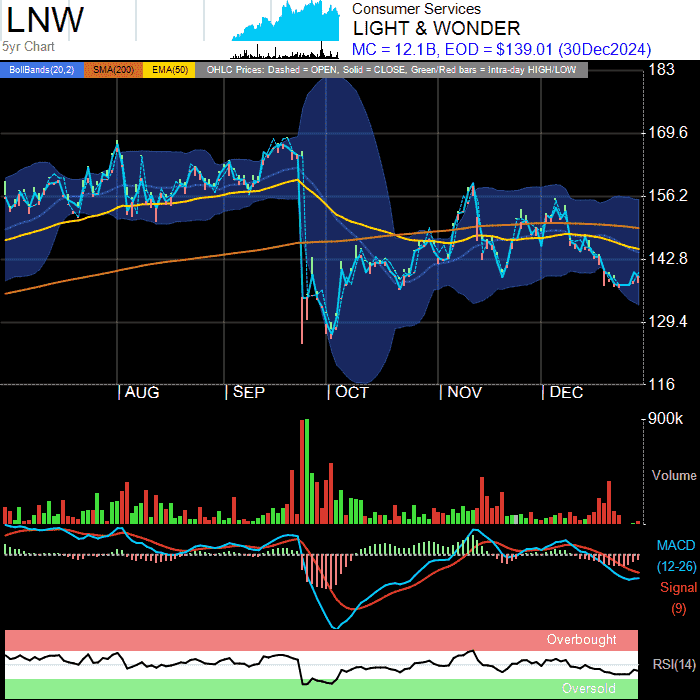 LNW
5yr Chart
Consumer Services
LIGHT & WONDER
MC = 12.1B, EOD = $139.01 (30Dec2024)
BollBands(20,2) SMA(200) EMA(50) OHLC Prices: Dashed = OPEN, Solid = CLOSE, Green/Red bars = Intra-day HIGH/LOW
183
169.6
156.2
142.8
129.4
116
AUG SEP OCT NOV DEC
900k
Volume
MACD
(12-26)
Signal
(9)
Overbought
RSI(14)
Oversold